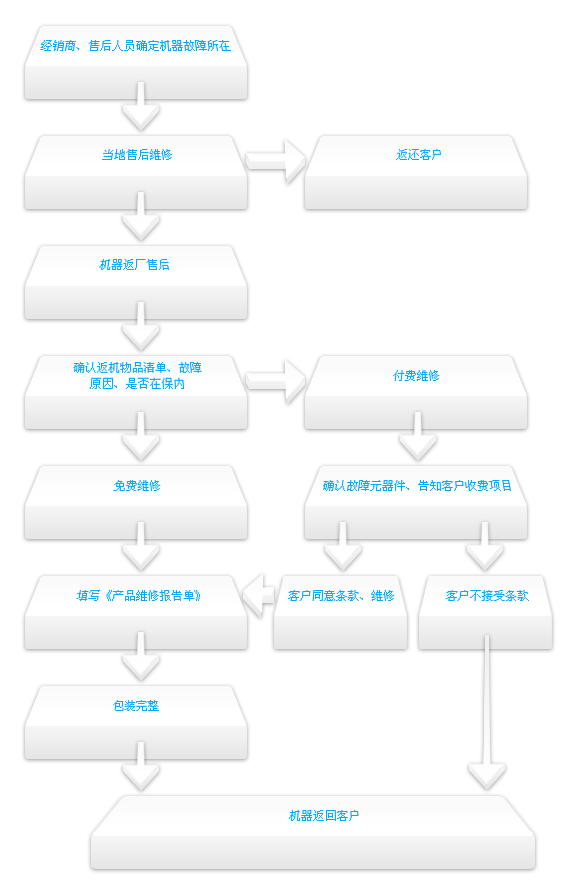 经销商、售后人员确定机器故障所在
当地售后维修
返还客户
机器返厂售后
确认返机物品清单、故障
原因、是否在保内
付费维修
免费维修
确认故障元器件、告知客户收费项目
填写《产品维修报告单》
客户同意条款、维修
客户不接受条款
包装完整
机器返回客户